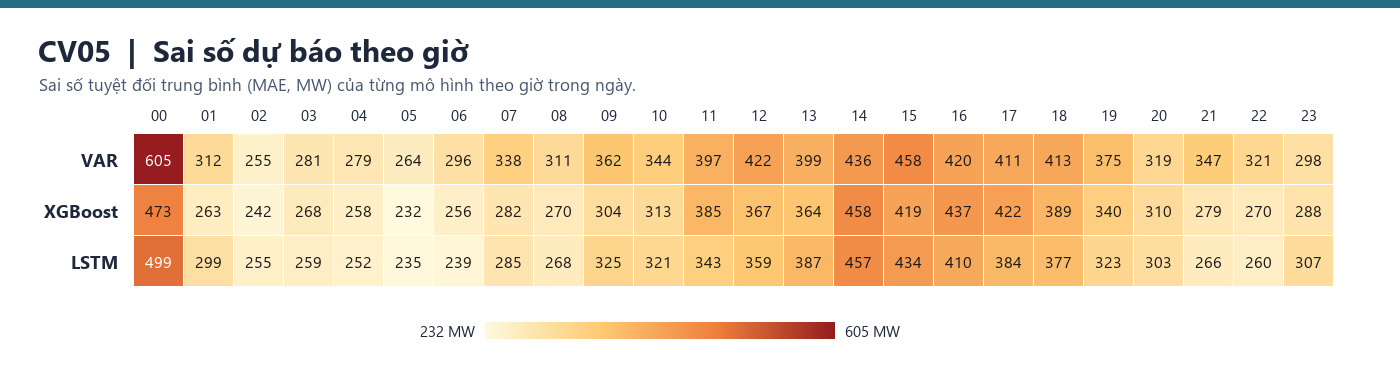 CV05 | Sai số dự báo theo giờ
Sai số tuyệt đối trung bình (MAE, MW) của từng mô hình theo giờ trong ngày.
00 01 02 03 04 05 06 07 08 09 10 11 12 13 14 15 16 17 18 19 20 21 22 23
VAR 605 312 255 281 279 264 296 338 311 362 344 397 422 399 436 458 420 411 413 375 319 347 321 298
XGBoost 473 263 242 268 258 232 256 282 270 304 313 385 367 364 458 419 437 422 389 340 310 279 270 288
LSTM 499 299 255 259 252 235 239 285 268 325 321 343 359 387 457 434 410 384 377 323 303 266 260 307
232 MW 605 MW